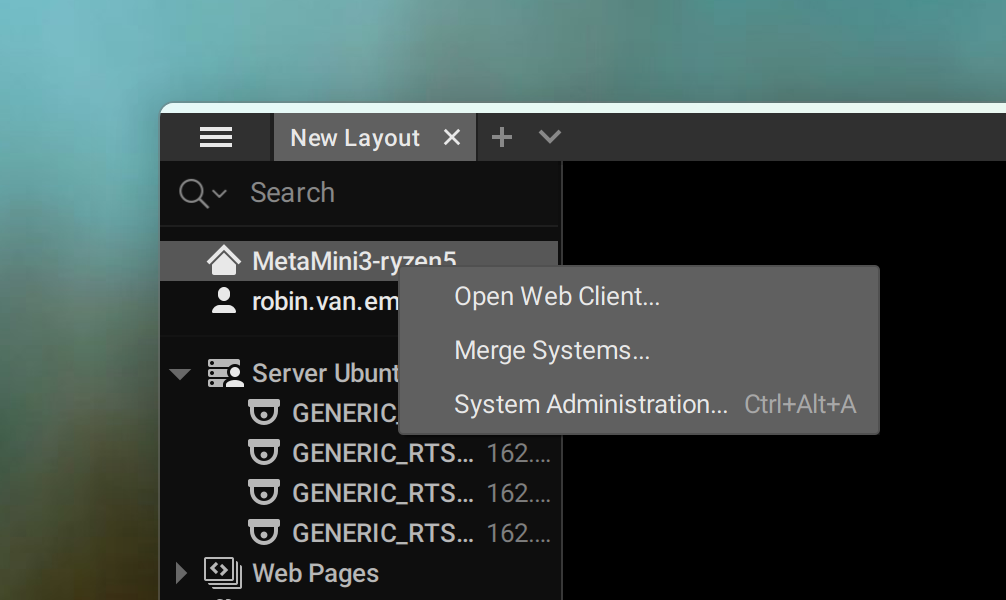 New Layout
Search
MetaMini3-ryzen5
robin.van.em
Open Web Client...
Merge Systems...
System Administration... Ctrl+Alt+A
Server Ubunt
GENERIC_
GENERIC_RTS... 162....
GENERIC_RTS... 162....
GENERIC_RTS... 162....
Web Pages